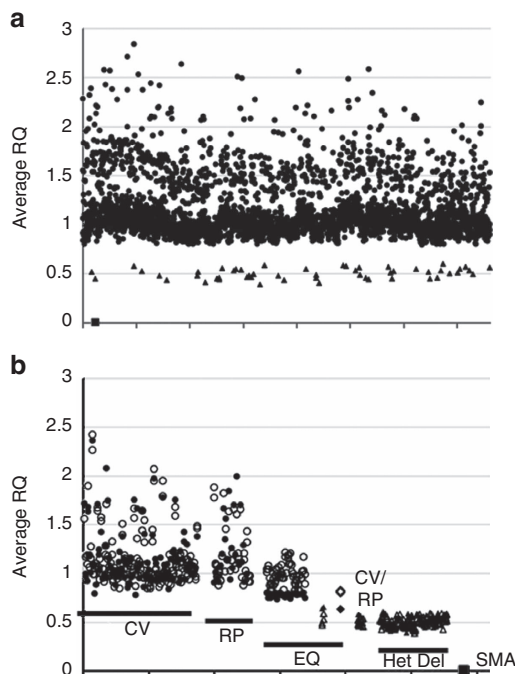 a
3
2.5
2
1.5
1
0.5
0
Average RQ
b
3
2.5
2
1.5
1
0.5
0
Average RQ
CV/
RP
CV
RP
EQ
Het Del
SMA